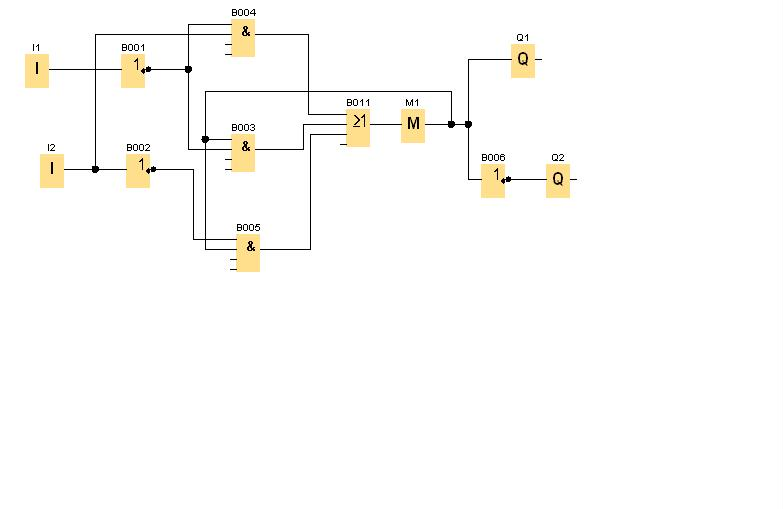 B004
&
Q1
Q
I1
I
B001
1
B011
≥1
M1
M
B003
&
I2
I
B002
1
B006
1
Q2
Q
B005
&